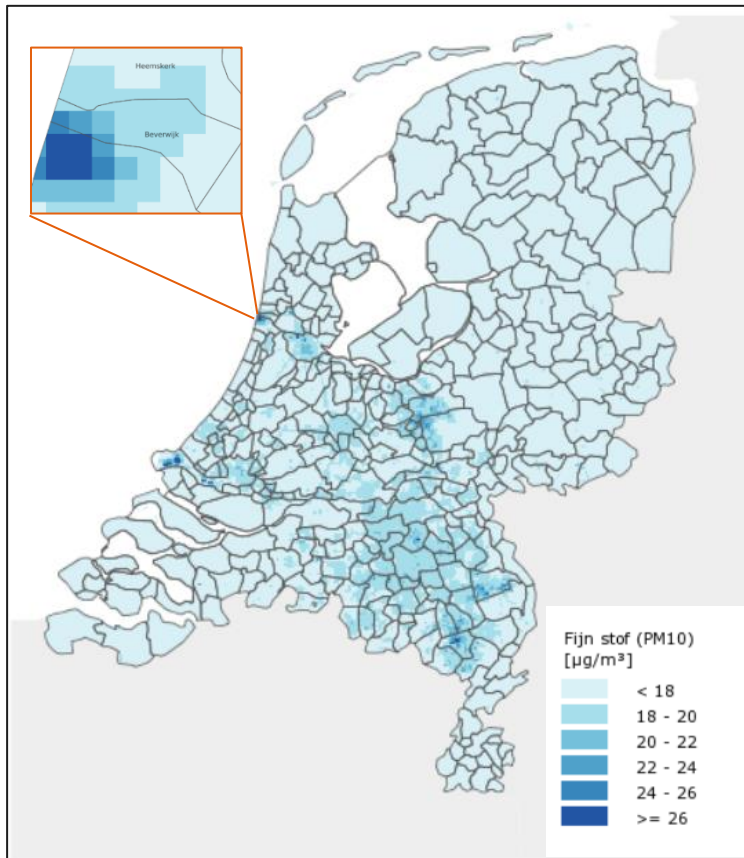 Heemskerk
Beverwijk
Fijn stof (PM10)
[µg/m³]
< 18
18 - 20
20 - 22
22 - 24
24 - 26
>= 26